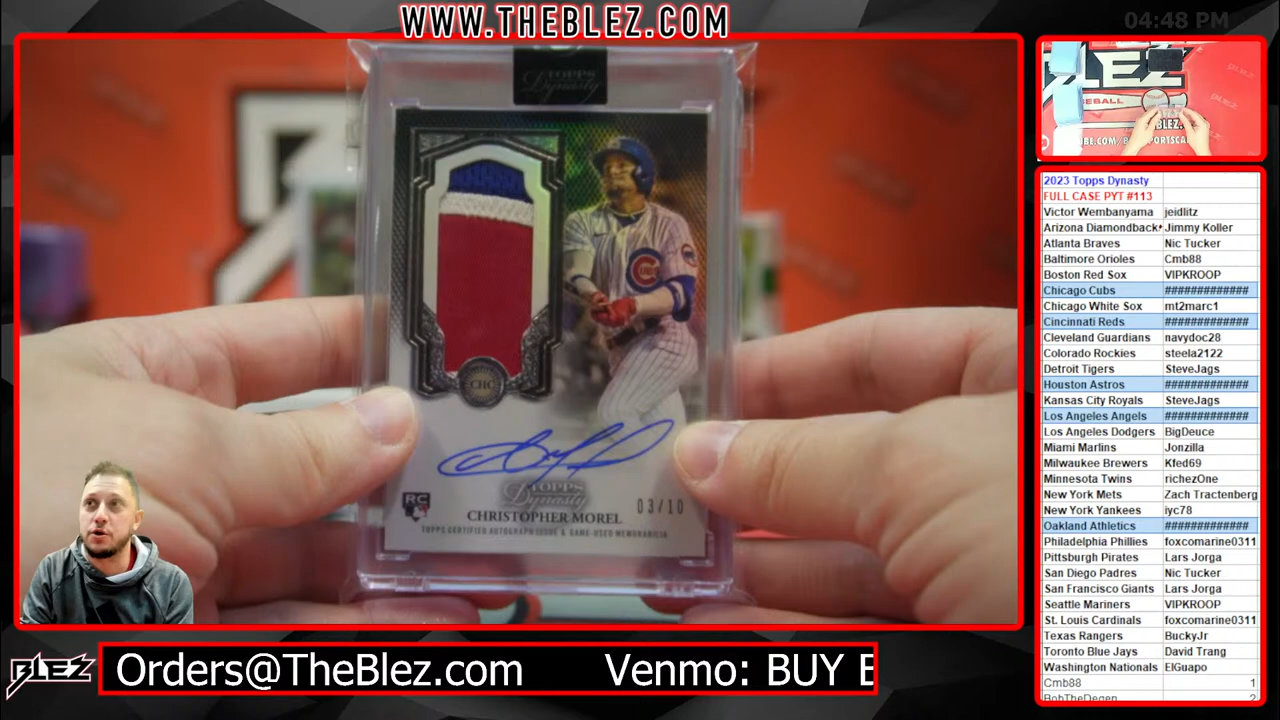 WWW.THEBLEZ.COM
04:48 PM
TOPPS
Dynasty
CHC
RC
TOPPS
Dynasty
03/10
CHRISTOPHER MOREL
TOPPS CERTIFIED AUTOGRAPH ISSUE & GAME-USED MEMORABILIA
BLEZ
BASEBALL
BLEZ.
2023 Topps Dynasty
FULL CASE PYT #113
Victor Wembanyama jeidlitz
Arizona Diamondback* Jimmy Koller
Atlanta Braves Nic Tucker
Baltimore Orioles Cmb88
Boston Red Sox VIPKROOP
Chicago Cubs #############
Chicago White Sox mt2marc1
Cincinnati Reds #############
Cleveland Guardians navydoc28
Colorado Rockies steela2122
Detroit Tigers SteveJags
Houston Astros #############
Kansas City Royals SteveJags
Los Angeles Angels #############
Los Angeles Dodgers BigDeuce
Miami Marlins Jonzilla
Milwaukee Brewers Kfed69
Minnesota Twins richezOne
New York Mets Zach Tractenberg
New York Yankees iyc78
Oakland Athletics #############
Philadelphia Phillies foxcomarine0311
Pittsburgh Pirates Lars Jorga
San Diego Padres Nic Tucker
San Francisco Giants Lars Jorga
Seattle Mariners VIPKROOP
St. Louis Cardinals foxcomarine0311
Texas Rangers BuckyJr
Toronto Blue Jays David Trang
Washington Nationals ElGuapo
Cmb88 1
BobTheDegen 2
BLEZ
Orders@TheBlez.com Venmo: BUY